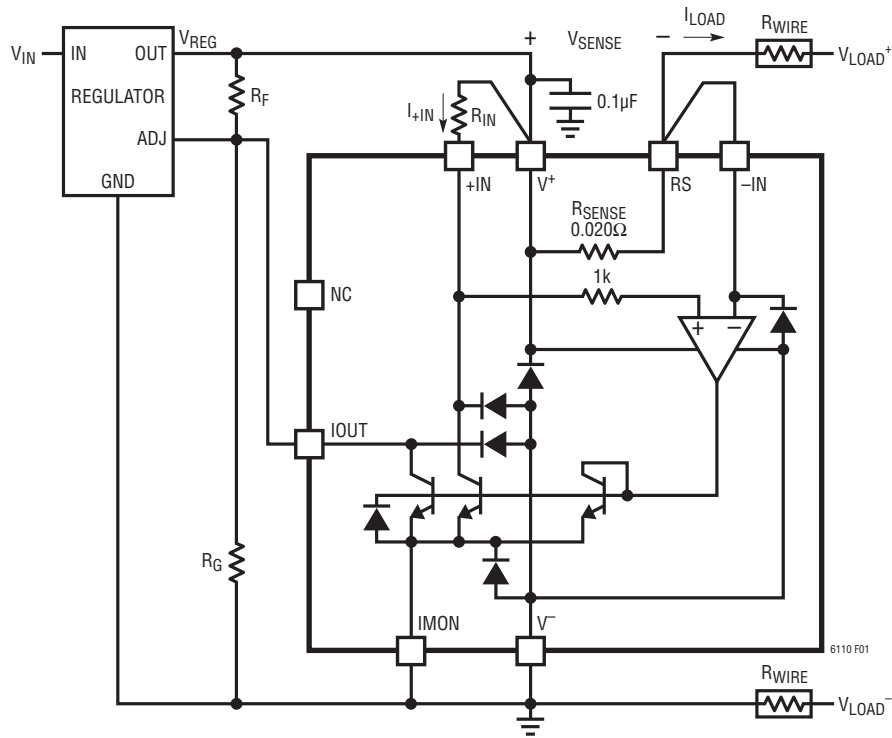 I_LOAD
V_IN
IN
OUT
V_REG
+
V_SENSE
−
R_WIRE
V_LOAD⁺
REGULATOR
R_F
ADJ
GND
I_+IN
R_IN
0.1µF
+IN
V⁺
RS
−IN
R_SENSE
0.020Ω
NC
1k
+
−
IOUT
R_G
IMON
V⁻
6110 F01
R_WIRE
V_LOAD⁻